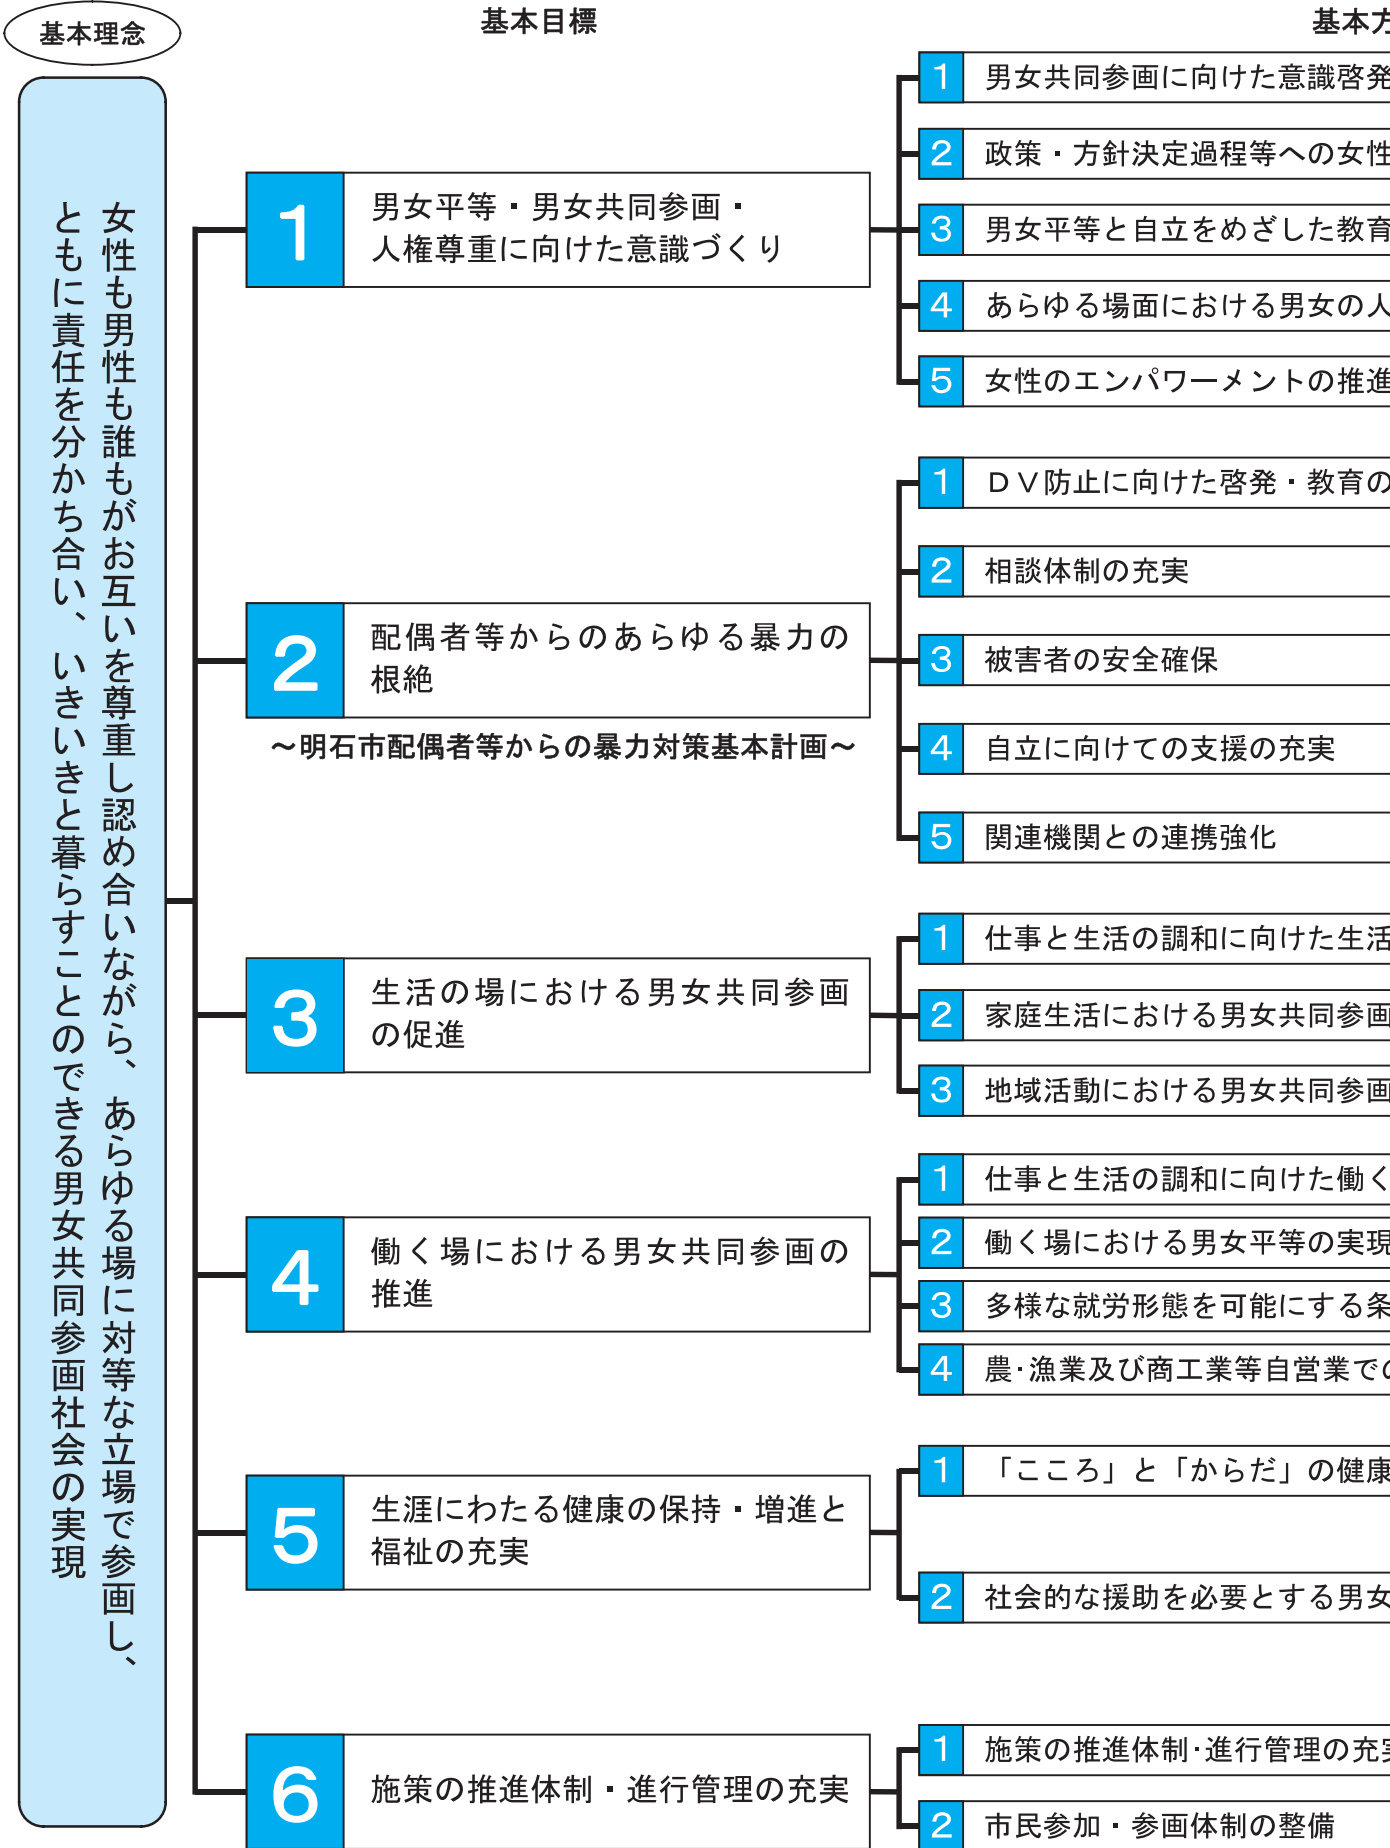 基本理念
基本目標
基本方
女性も男性も誰もがお互いを尊重し認め合いながら、あらゆる場に対等な立場で参画し、
ともに責任を分かち合い、いきいきと暮らすことのできる男女共同参画社会の実現
1
男女平等・男女共同参画・
人権尊重に向けた意識づくり
1 男女共同参画に向けた意識啓発
2 政策・方針決定過程等への女性
3 男女平等と自立をめざした教育
4 あらゆる場面における男女の人
5 女性のエンパワーメントの推進
2
配偶者等からのあらゆる暴力の
根絶
～明石市配偶者等からの暴力対策基本計画～
1 ＤＶ防止に向けた啓発・教育の
2 相談体制の充実
3 被害者の安全確保
4 自立に向けての支援の充実
5 関連機関との連携強化
3
生活の場における男女共同参画
の促進
1 仕事と生活の調和に向けた生活
2 家庭生活における男女共同参画
3 地域活動における男女共同参画
4
働く場における男女共同参画の
推進
1 仕事と生活の調和に向けた働く
2 働く場における男女平等の実現
3 多様な就労形態を可能にする条
4 農・漁業及び商工業等自営業での
5
生涯にわたる健康の保持・増進と
福祉の充実
1 「こころ」と「からだ」の健康
2 社会的な援助を必要とする男女
6
施策の推進体制・進行管理の充実
1 施策の推進体制・進行管理の充実
2 市民参加・参画体制の整備